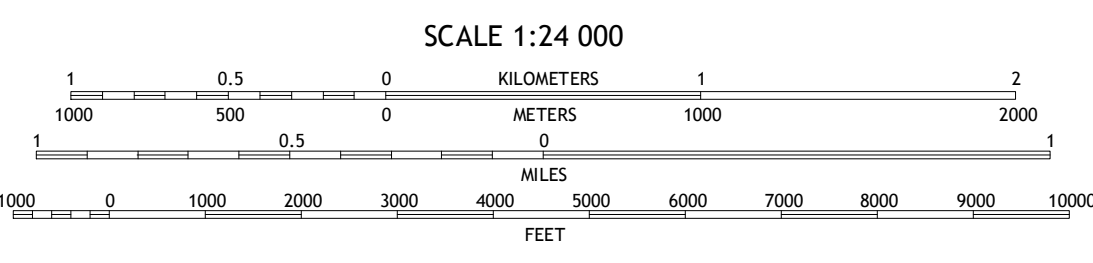 SCALE 1:24 000
1 0.5 0 KILOMETERS 1 2
1000 500 0 METERS 1000 2000
1 0.5 0 1
MILES
1000 0 1000 2000 3000 4000 5000 6000 7000 8000 9000 10000
FEET